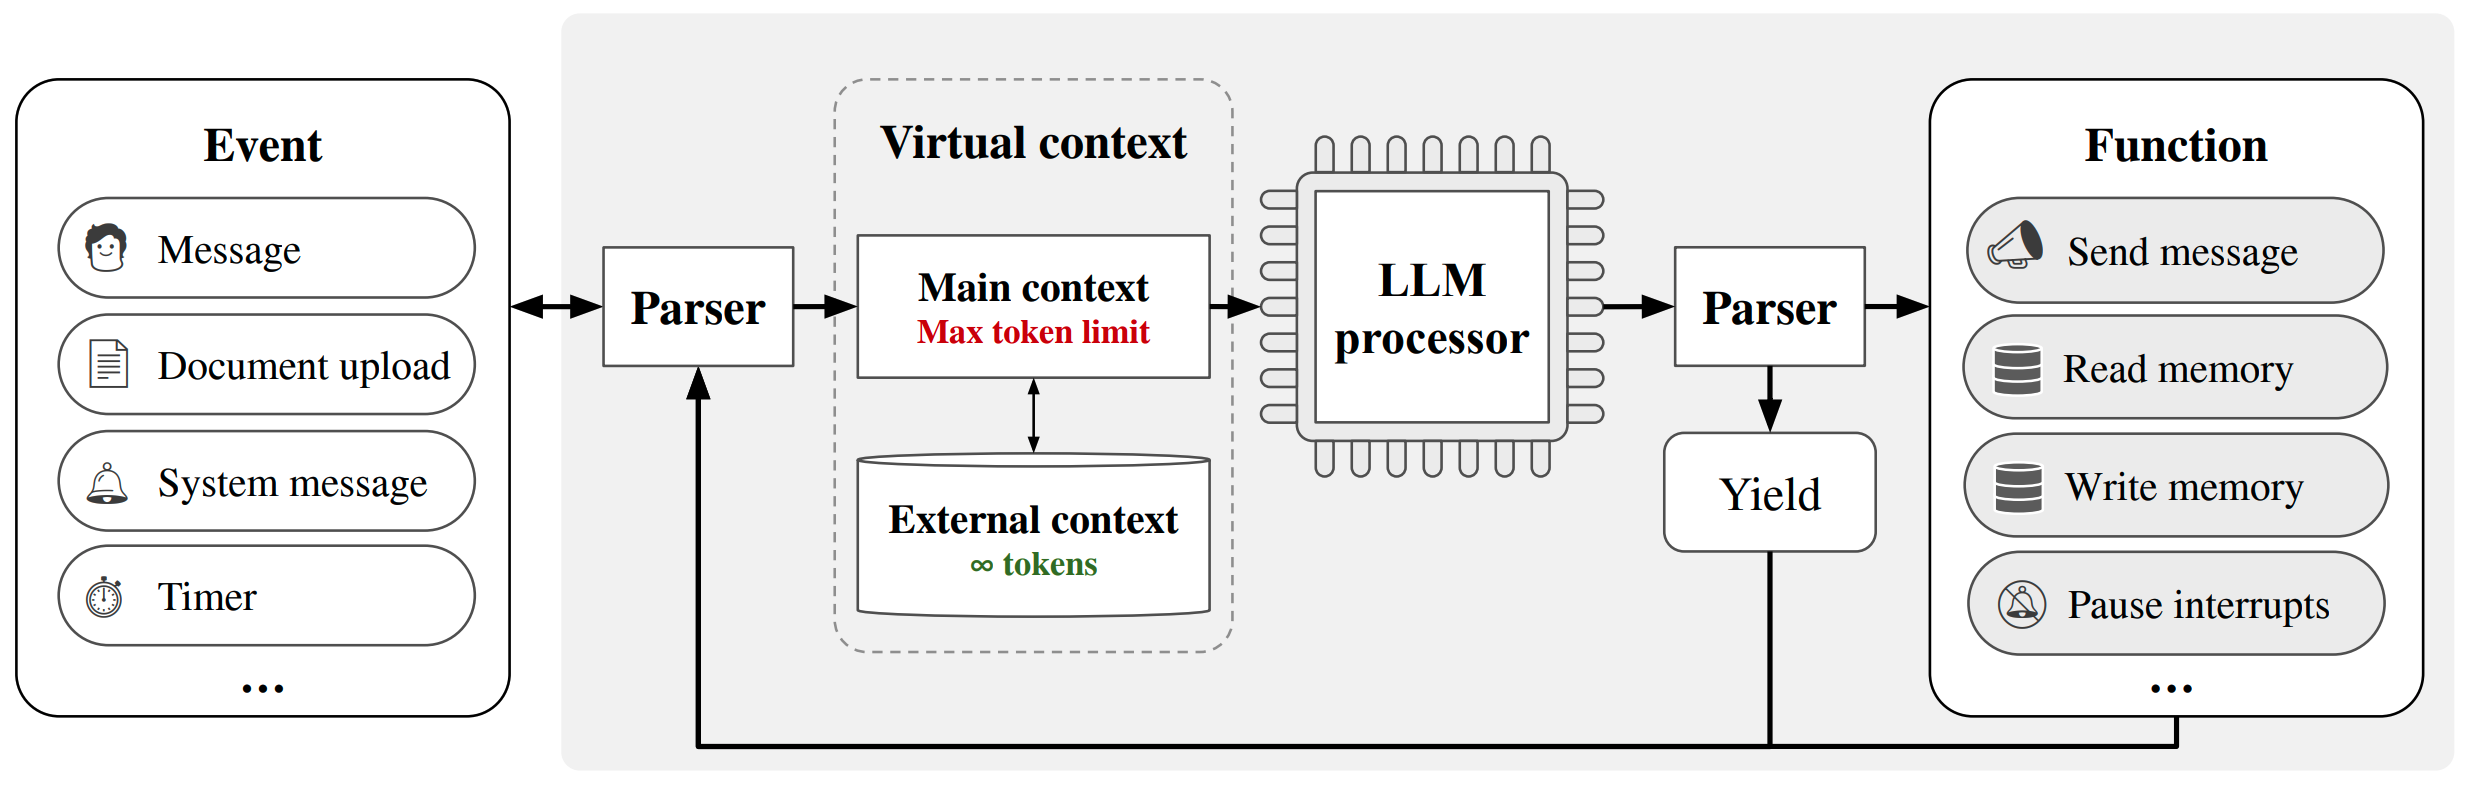 Event
Message
Document upload
System message
Timer
...
Parser
Virtual context
Main context
Max token limit
External context
∞ tokens
LLM
processor
Parser
Yield
Function
Send message
Read memory
Write memory
Pause interrupts
...